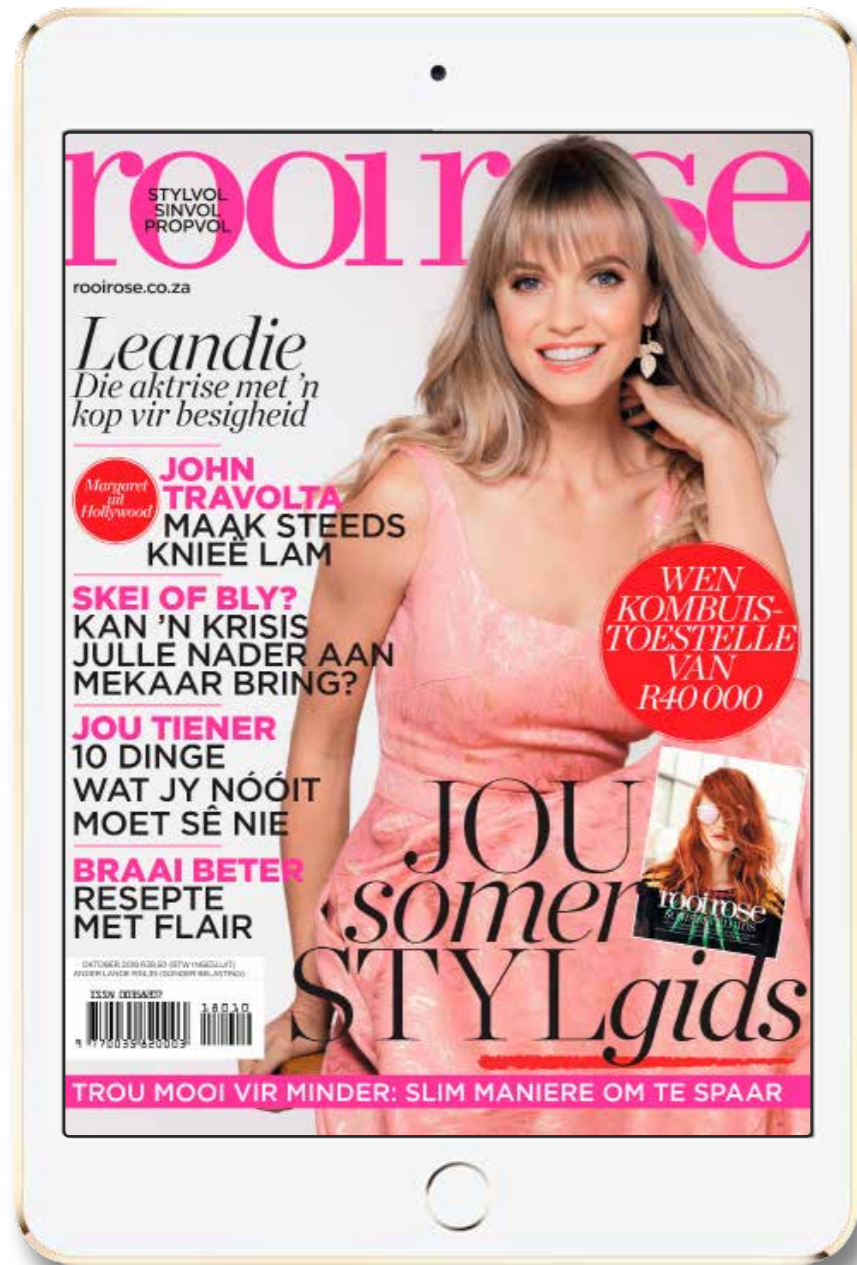 rooi rose
STYLVOL
SINVOL
PROPVOL
rooirose.co.za
Leandie
Die aktrise met 'n
kop vir besigheid
Margaret
uit
Hollywood
JOHN
TRAVOLTA
MAAK STEEDS
KNIEË LAM
SKEI OF BLY?
KAN 'N KRISIS
JULLE NADER AAN
MEKAAR BRING?
JOU TIENER
10 DINGE
WAT JY NÓÓIT
MOET SÊ NIE
BRAAI BETER
RESEPTE
MET FLAIR
WEN
KOMBUIS-
TOESTELLE
VAN
R40 000
rooi rose
JOU
somer
STYLgids
18010
TROU MOOI VIR MINDER: SLIM MANIERE OM TE SPAAR